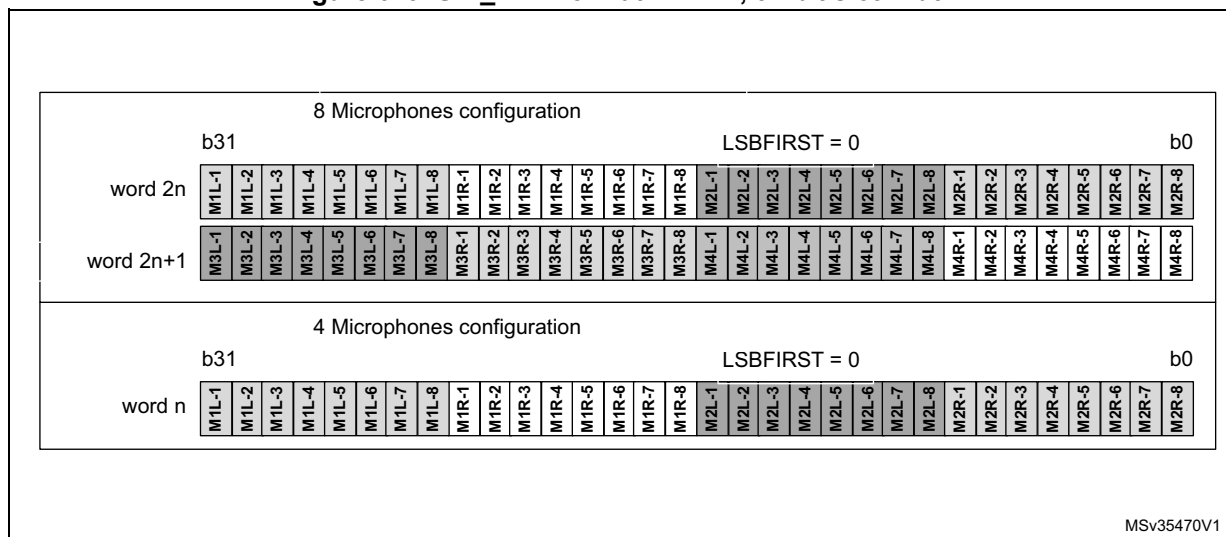 8 Microphones configuration
b31 LSBFIRST = 0 b0
word 2n M1L-1 M1L-2 M1L-3 M1L-4 M1L-5 M1L-6 M1L-7 M1L-8 M1R-1 M1R-2 M1R-3 M1R-4 M1R-5 M1R-6 M1R-7 M1R-8 M2L-1 M2L-2 M2L-3 M2L-4 M2L-5 M2L-6 M2L-7 M2L-8 M2R-1 M2R-2 M2R-3 M2R-4 M2R-5 M2R-6 M2R-7 M2R-8
word 2n+1 M3L-1 M3L-2 M3L-3 M3L-4 M3L-5 M3L-6 M3L-7 M3L-8 M3R-1 M3R-2 M3R-3 M3R-4 M3R-5 M3R-6 M3R-7 M3R-8 M4L-1 M4L-2 M4L-3 M4L-4 M4L-5 M4L-6 M4L-7 M4L-8 M4R-1 M4R-2 M4R-3 M4R-4 M4R-5 M4R-6 M4R-7 M4R-8
4 Microphones configuration
b31 LSBFIRST = 0 b0
word n M1L-1 M1L-2 M1L-3 M1L-4 M1L-5 M1L-6 M1L-7 M1L-8 M1R-1 M1R-2 M1R-3 M1R-4 M1R-5 M1R-6 M1R-7 M1R-8 M2L-1 M2L-2 M2L-3 M2L-4 M2L-5 M2L-6 M2L-7 M2L-8 M2R-1 M2R-2 M2R-3 M2R-4 M2R-5 M2R-6 M2R-7 M2R-8
MSv35470V1